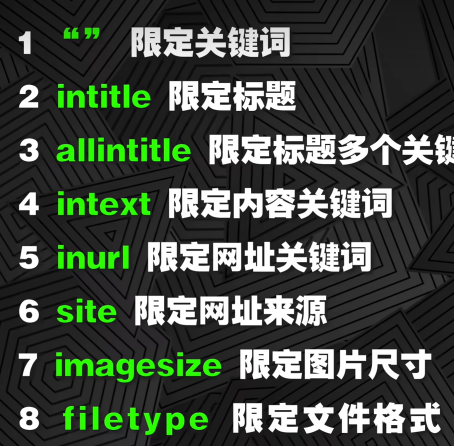 1 “” 限定关键词
2 intitle 限定标题
3 allintitle 限定标题多个关键
4 intext 限定内容关键词
5 inurl 限定网址关键词
6 site 限定网址来源
7 imagesize 限定图片尺寸
8 filetype 限定文件格式